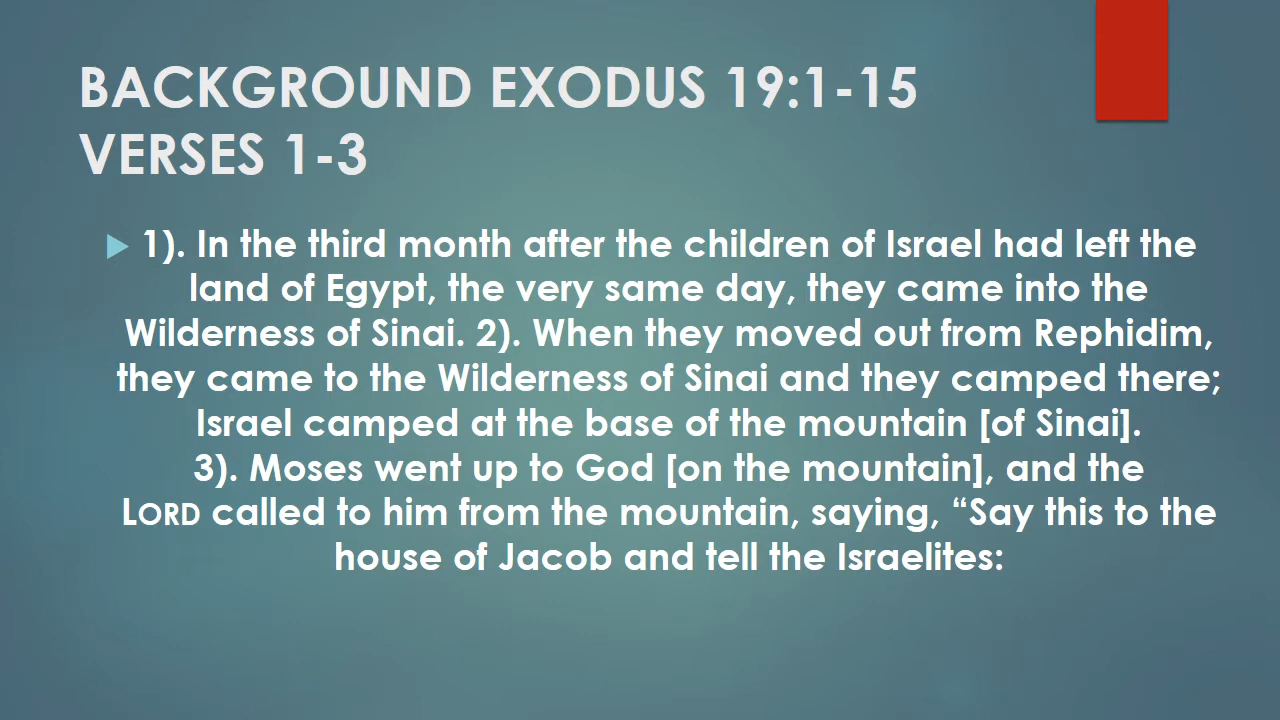 BACKGROUND EXODUS 19:1-15
VERSES 1-3
1). In the third month after the children of Israel had left the
land of Egypt, the very same day, they came into the
Wilderness of Sinai. 2). When they moved out from Rephidim,
they came to the Wilderness of Sinai and they camped there;
Israel camped at the base of the mountain [of Sinai].
3). Moses went up to God [on the mountain], and the
LORD called to him from the mountain, saying, “Say this to the
house of Jacob and tell the Israelites: